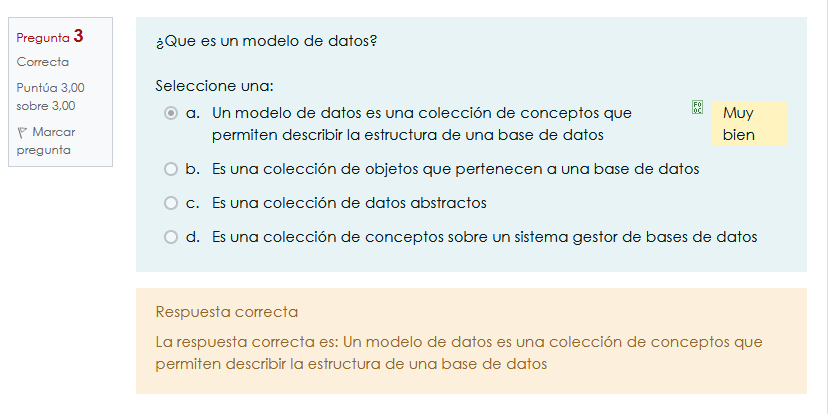 Pregunta 3
Correcta
Puntúa 3,00
sobre 3,00
Marcar
pregunta
¿Que es un modelo de datos?
Seleccione una:
a. Un modelo de datos es una colección de conceptos que
permiten describir la estructura de una base de datos
F0
0C
Muy
bien
b. Es una colección de objetos que pertenecen a una base de datos
c. Es una colección de datos abstractos
d. Es una colección de conceptos sobre un sistema gestor de bases de datos
Respuesta correcta
La respuesta correcta es: Un modelo de datos es una colección de conceptos que
permiten describir la estructura de una base de datos